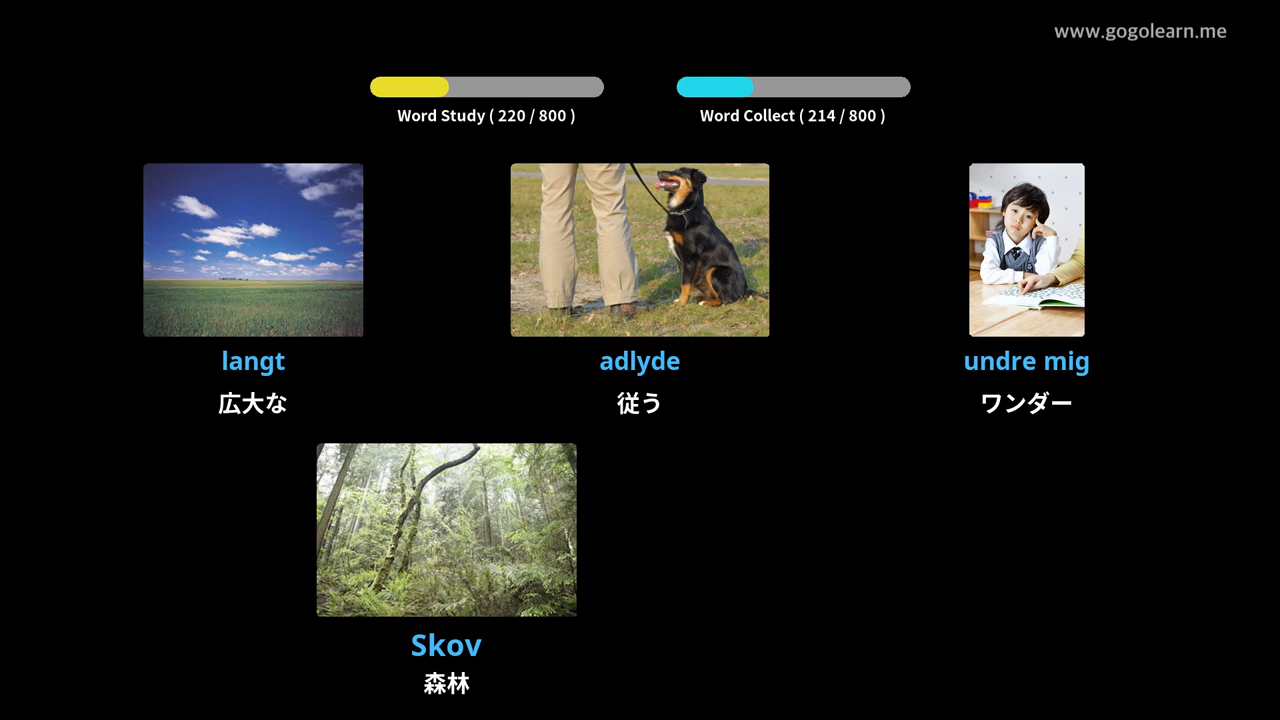 www.gogolearn.me
Word Study ( 220 / 800 )
Word Collect ( 214 / 800 )
langt
広大な
adlyde
従う
undre mig
ワンダー
Skov
森林